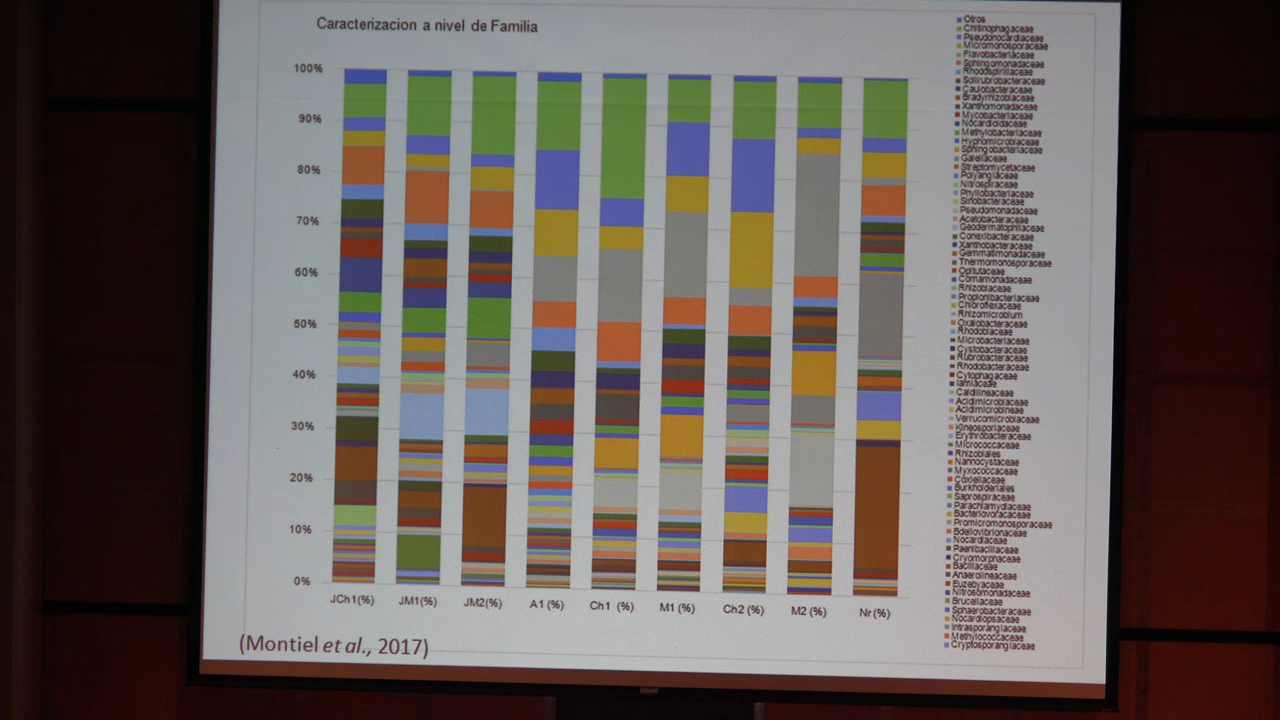 Caracterizacion a nivel de Familia
100%
90%
80%
70%
60%
50%
40%
30%
20%
10%
0%
JCh1(%)
JM1(%)
JM2(%)
A1 (%)
Ch1 (%)
M1 (%)
Ch2 (%)
M2 (%)
Nr (%)
Otros
Chitinophagaceae
Pseudonocardiaceae
Micromonosporaceae
Flavobacteriaceae
Sphingomonadaceae
Rhodospirillaceae
Solirubrobacteraceae
Caulobacteraceae
Bradyrhizobiaceae
Xanthomonadaceae
Mycobacteriaceae
Nocardioidaceae
Methylobacteriaceae
Hyphomicrobiaceae
Sphingobacteriaceae
Gaiellaceae
Streptomycetaceae
Polyangiaceae
Nitrospiraceae
Phyllobacteriaceae
Sinobacteraceae
Pseudomonadaceae
Acetobacteraceae
Geodermatophilaceae
Conexibacteraceae
Xanthobacteraceae
Gemmatimonadaceae
Thermomonosporaceae
Opitutaceae
Comamonadaceae
Rhizobiaceae
Propionibacteriaceae
Chloroflexaceae
Rhizomicrobium
Oxalobacteraceae
Rhodobiaceae
Microbacteriaceae
Cystobacteraceae
Rubrobacteraceae
Rhodobacteraceae
Cytophagaceae
Iamiaceae
Caldilineaceae
Acidimicrobiaceae
Acidimicrobineae
Verrucomicrobiaceae
Kineosporiaceae
Erythrobacteraceae
Micrococcaceae
Rhizobiales
Nannocystaceae
Myxococcaceae
Coxiellaceae
Burkholderiales
Saprospiraceae
Parachlamydiaceae
Bacteriovoracaceae
Promicromonosporaceae
Bdellovibrionaceae
Nocardiaceae
Paenibacillaceae
Cryomorphaceae
Bacillaceae
Anaerolineaceae
Euzebyaceae
Nitrosomonadaceae
Brucellaceae
Sphaerobacteraceae
Nocardiopsaceae
Intrasporangiaceae
Methylococcaceae
Cryptosporangiaceae
(Montiel et al., 2017)